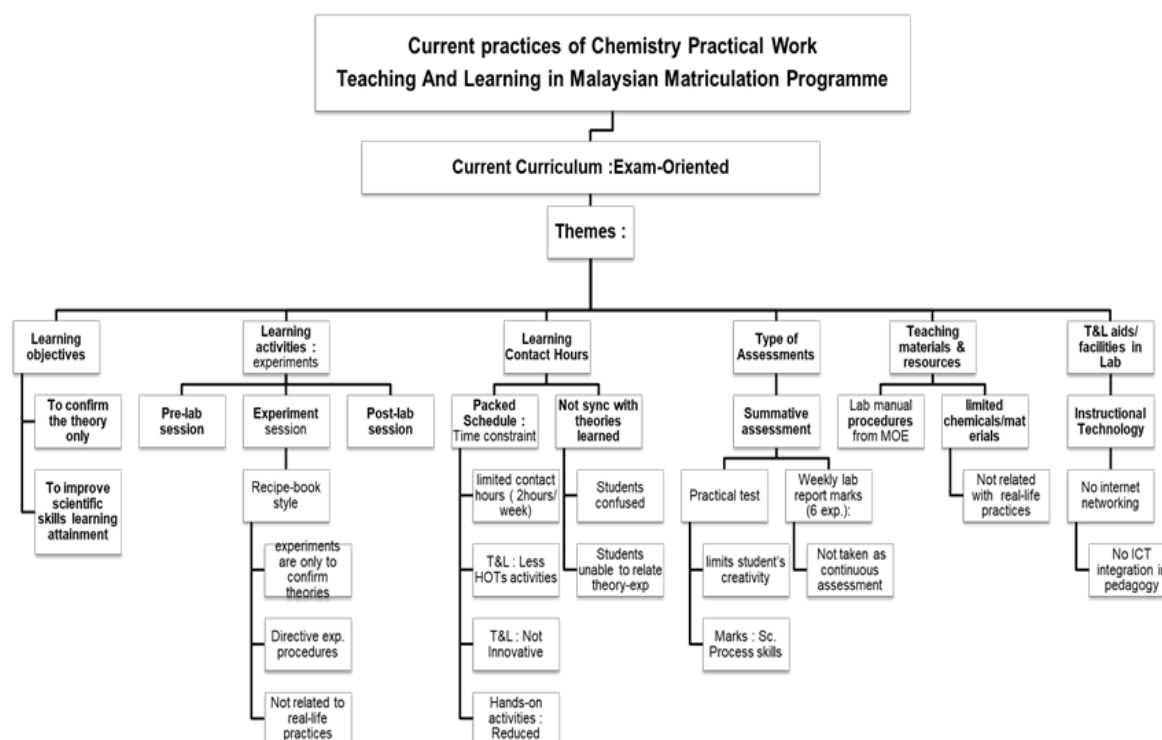 Current practices of Chemistry Practical Work
Teaching And Learning in Malaysian Matriculation Programme
Current Curriculum :Exam-Oriented
Themes :
Learning
objectives
To confirm
the theory
only
To improve
scientific
skills learning
attainment
Learning
activities :
experiments
Pre-lab
session
Experiment
session
Post-lab
session
Recipe-book
style
experiments
are only to
confirm
theories
Directive exp.
procedures
Not related to
real-life
practices
Learning
Contact Hours
Packed
Schedule :
Time constraint
limited contact
hours ( 2hours/
week)
T&L : Less
HOTs activities
T&L : Not
Innovative
Hands-on
activities :
Reduced
Not sync with
theories
learned
Students
confused
Students
unable to relate
theory-exp
Type of
Assessments
Summative
assessment
Practical test
limits student's
creativity
Marks : Sc.
Process skills
Weekly lab
report marks
(6 exp.):
Not taken as
continuous
assessment
Teaching
materials &
resources
Lab manual
procedures
from MOE
limited
chemicals/mat
erials
Not related
with real-life
practices
T&L aids/
facilities in
Lab
Instructional
Technology
No internet
networking
No ICT
integration in
pedagogy